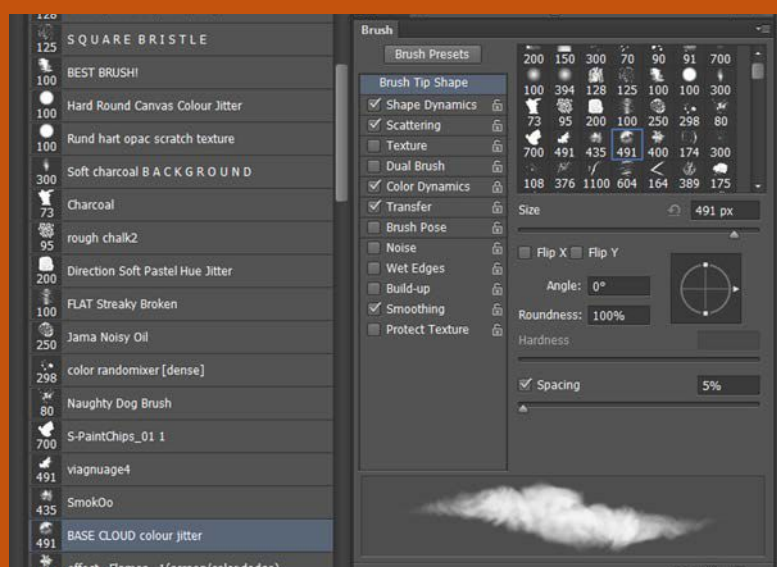 128
125 S Q U A R E B R I S T L E
100 BEST BRUSH!
100 Hard Round Canvas Colour Jitter
100 Rund hart opac scratch texture
300 Soft charcoal B A C K G R O U N D
73 Charcoal
95 rough chalk2
200 Direction Soft Pastel Hue Jitter
100 FLAT Streaky Broken
250 Jama Noisy Oil
298 color randomixer [dense]
80 Naughty Dog Brush
700 S-PaintChips_01 1
491 viagnuage4
435 SmokOo
491 BASE CLOUD colour jitter
Brush
Brush Presets
Brush Tip Shape
Shape Dynamics
Scattering
Texture
Dual Brush
Color Dynamics
Transfer
Brush Pose
Noise
Wet Edges
Build-up
Smoothing
Protect Texture
200 150 300 70 90 91 700
100 394 128 125 100 100 300
73 95 200 100 250 298 80
700 491 435 491 400 174 300
108 376 1100 604 164 389 175
Size 491 px
Flip X Flip Y
Angle: 0°
Roundness: 100%
Hardness
Spacing 5%